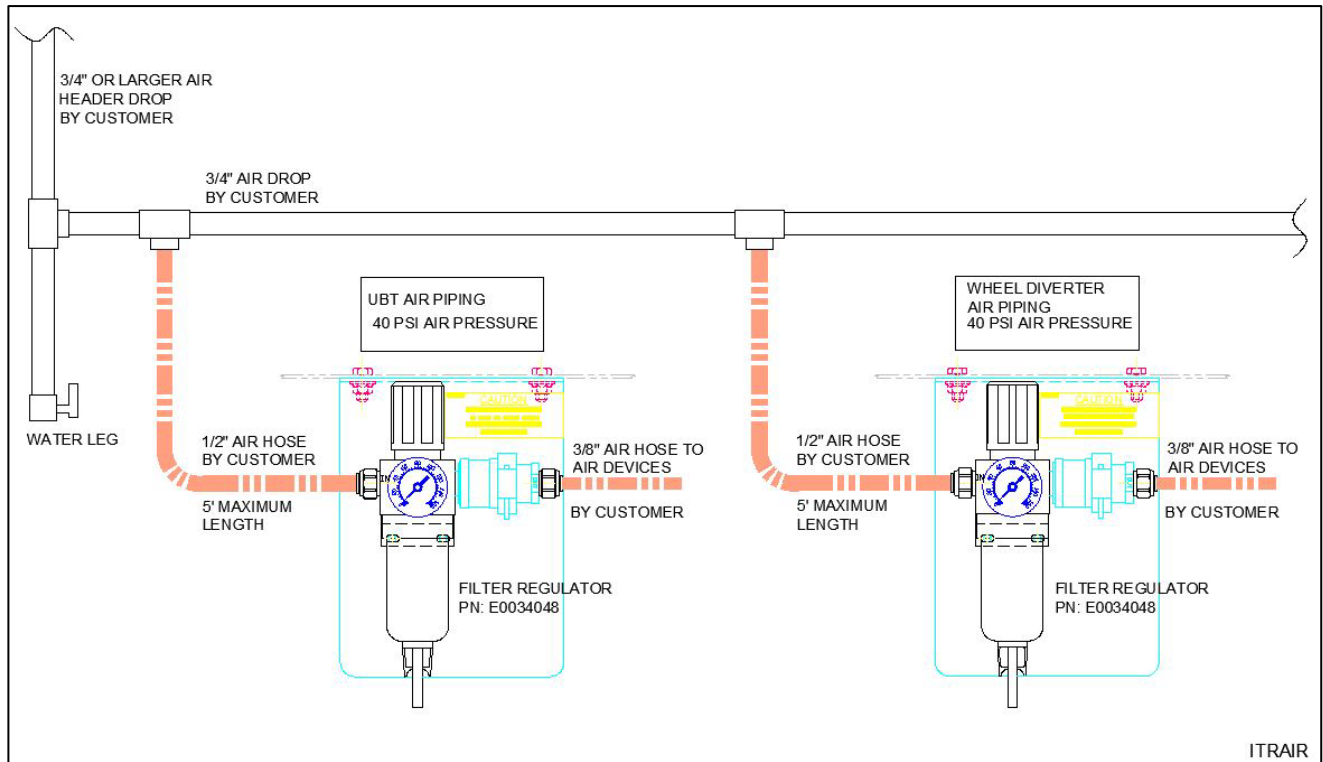 3/4" OR LARGER AIR
HEADER DROP
BY CUSTOMER
3/4" AIR DROP
BY CUSTOMER
UBT AIR PIPING
40 PSI AIR PRESSURE
WHEEL DIVERTER
AIR PIPING
40 PSI AIR PRESSURE
WATER LEG
CAUTION
CAUTION
1/2" AIR HOSE
BY CUSTOMER
5' MAXIMUM
LENGTH
IN
3/8" AIR HOSE TO
AIR DEVICES
BY CUSTOMER
1/2" AIR HOSE
BY CUSTOMER
5' MAXIMUM
LENGTH
IN
3/8" AIR HOSE TO
AIR DEVICES
BY CUSTOMER
FILTER REGULATOR
PN: E0034048
FILTER REGULATOR
PN: E0034048
ITRAIR